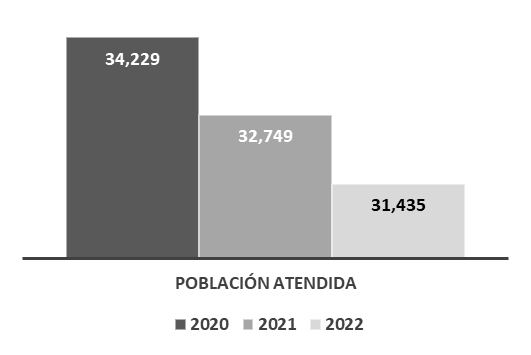 34,229
32,749
31,435
POBLACIÓN ATENDIDA
2020 2021 2022